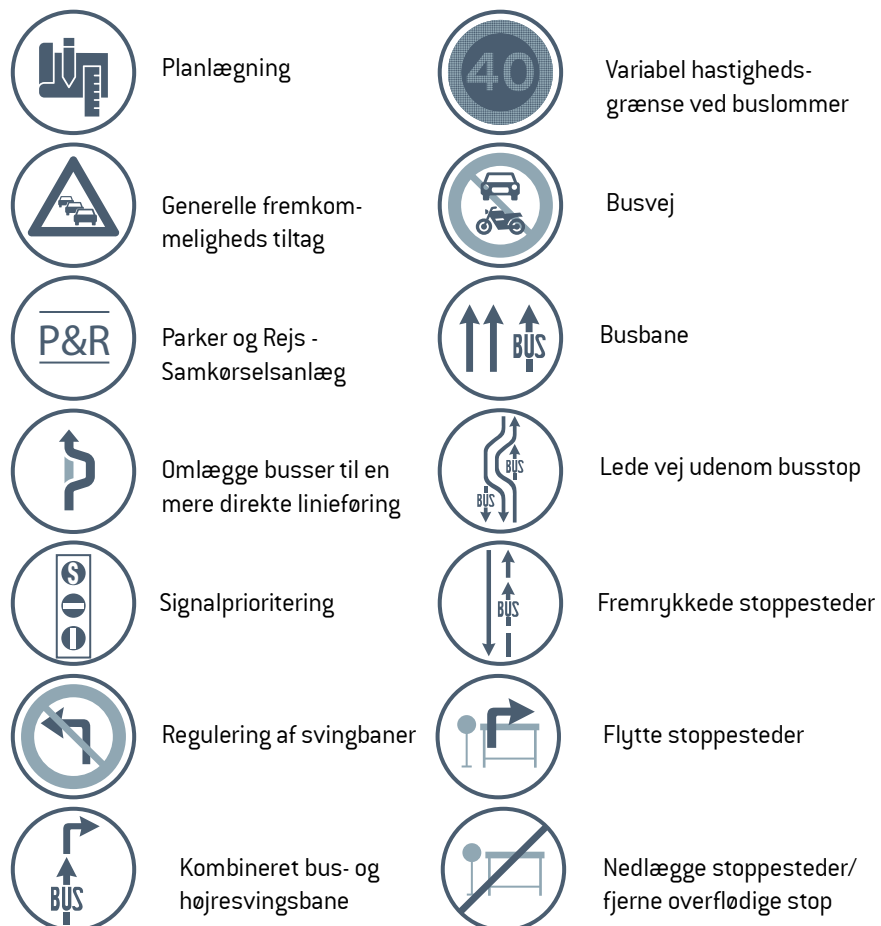 Planlægning
Generelle fremkom-
meligheds tiltag
P&R
Parker og Rejs -
Samkørselsanlæg
Omlægge busser til en
mere direkte linieføring
S
Signalprioritering
Regulering af svingbaner
BUS
Kombineret bus- og
højresvingsbane
40
Variabel hastigheds-
grænse ved buslommer
Busvej
BUS
Busbane
BUS
BUS
Lede vej udenom busstop
BUS
Fremrykkede stoppesteder
Flytte stoppesteder
Nedlægge stoppesteder/
fjerne overflødige stop